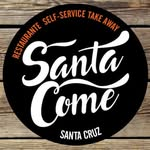 RESTAURANTE SELF-SERVICE TAKE AWAY
Santa
Come
SANTA CRUZ